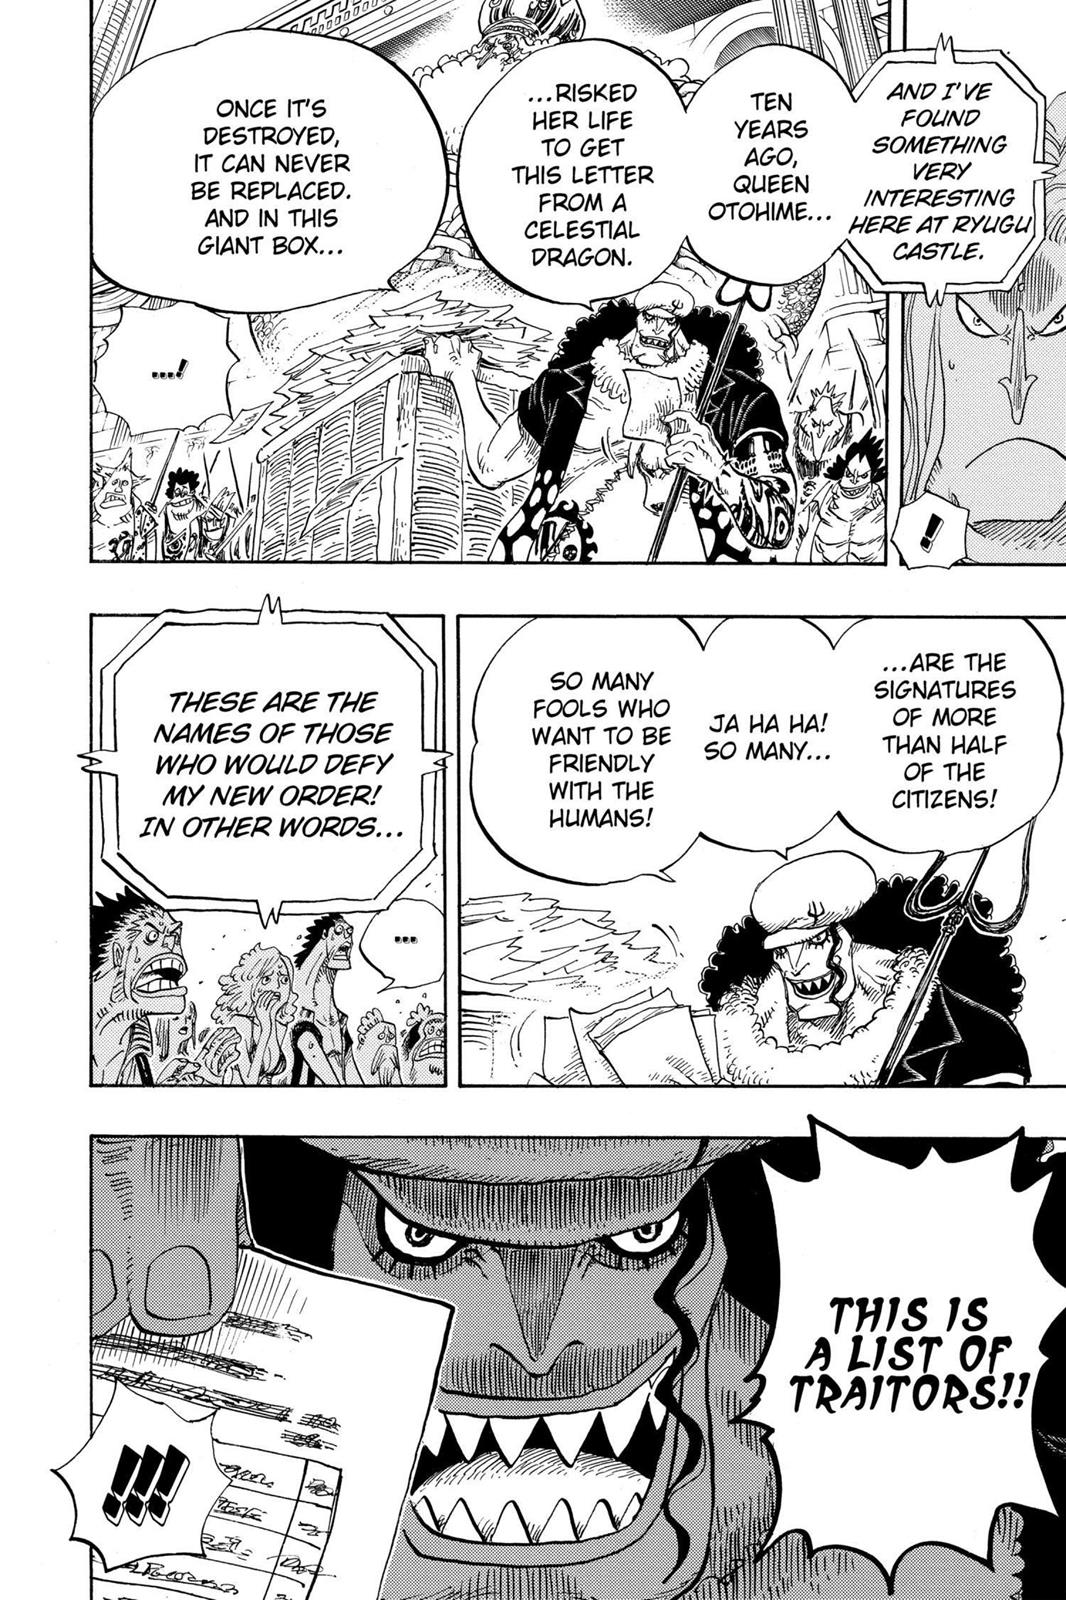 AND I'VE
FOUND
SOMETHING
VERY
INTERESTING
HERE AT RYUGU
CASTLE.
!
TEN
YEARS
AGO,
QUEEN
OTOHIME...
...RISKED
HER LIFE
TO GET
THIS LETTER
FROM A
CELESTIAL
DRAGON.
ONCE IT'S
DESTROYED,
IT CAN NEVER
BE REPLACED.
AND IN THIS
GIANT BOX...
...!
...ARE THE
SIGNATURES
OF MORE
THAN HALF
OF THE
CITIZENS!
JA HA HA!
SO MANY...
SO MANY
FOOLS WHO
WANT TO BE
FRIENDLY
WITH THE
HUMANS!
THESE ARE THE
NAMES OF THOSE
WHO WOULD DEFY
MY NEW ORDER!
IN OTHER WORDS...
...
THIS IS
A LIST OF
TRAITORS!!
!!!